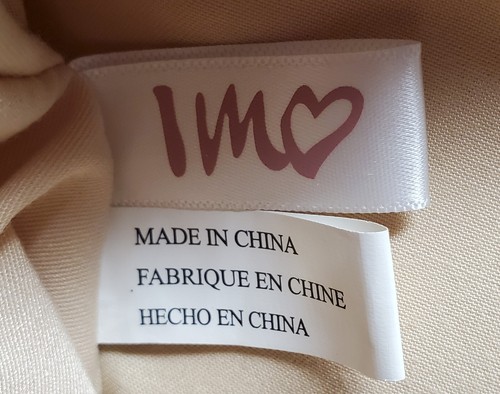 IMO
MADE IN CHINA
FABRIQUE EN CHINE
HECHO EN CHINA